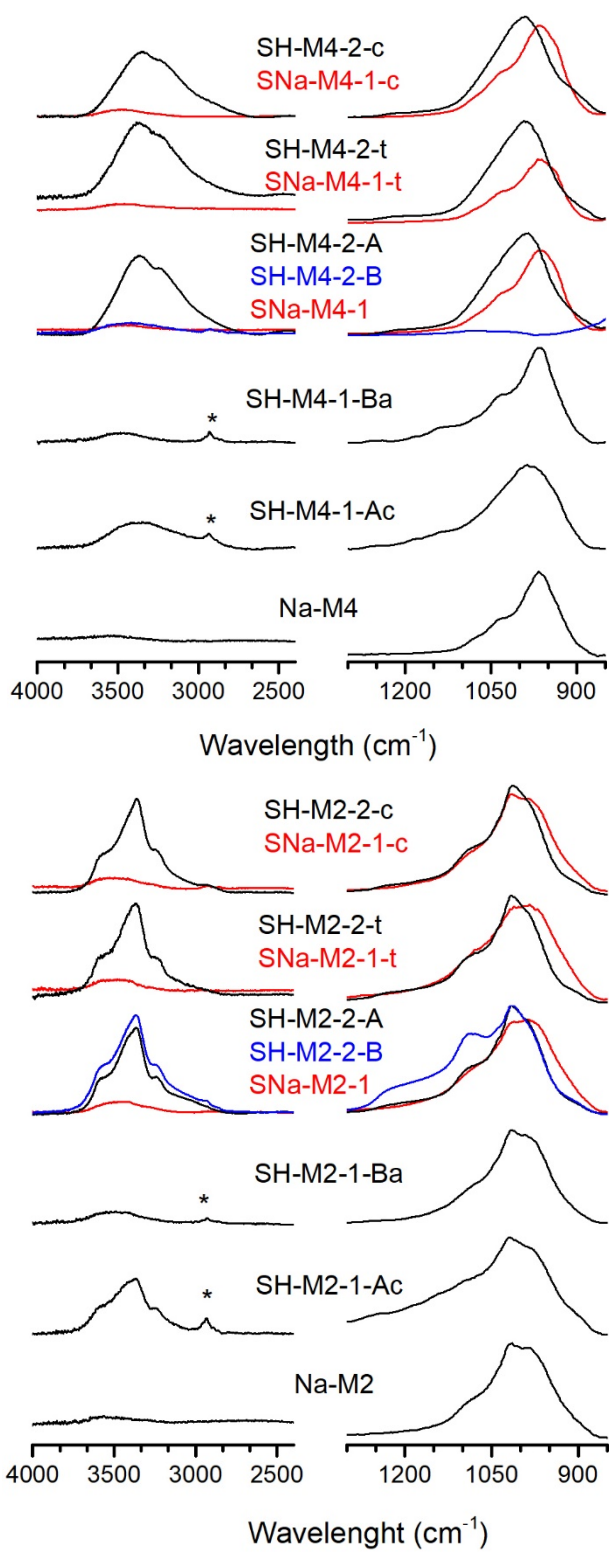 SH-M4-2-c
SNa-M4-1-c
SH-M4-2-t
SNa-M4-1-t
SH-M4-2-A
SH-M4-2-B
SNa-M4-1
SH-M4-1-Ba
*
SH-M4-1-Ac
*
Na-M4
4000 3500 3000 2500 1200 1050 900
Wavelength (cm-1)
SH-M2-2-c
SNa-M2-1-c
SH-M2-2-t
SNa-M2-1-t
SH-M2-2-A
SH-M2-2-B
SNa-M2-1
SH-M2-1-Ba
*
SH-M2-1-Ac
*
Na-M2
4000 3500 3000 2500 1200 1050 900
Wavelenght (cm-1)